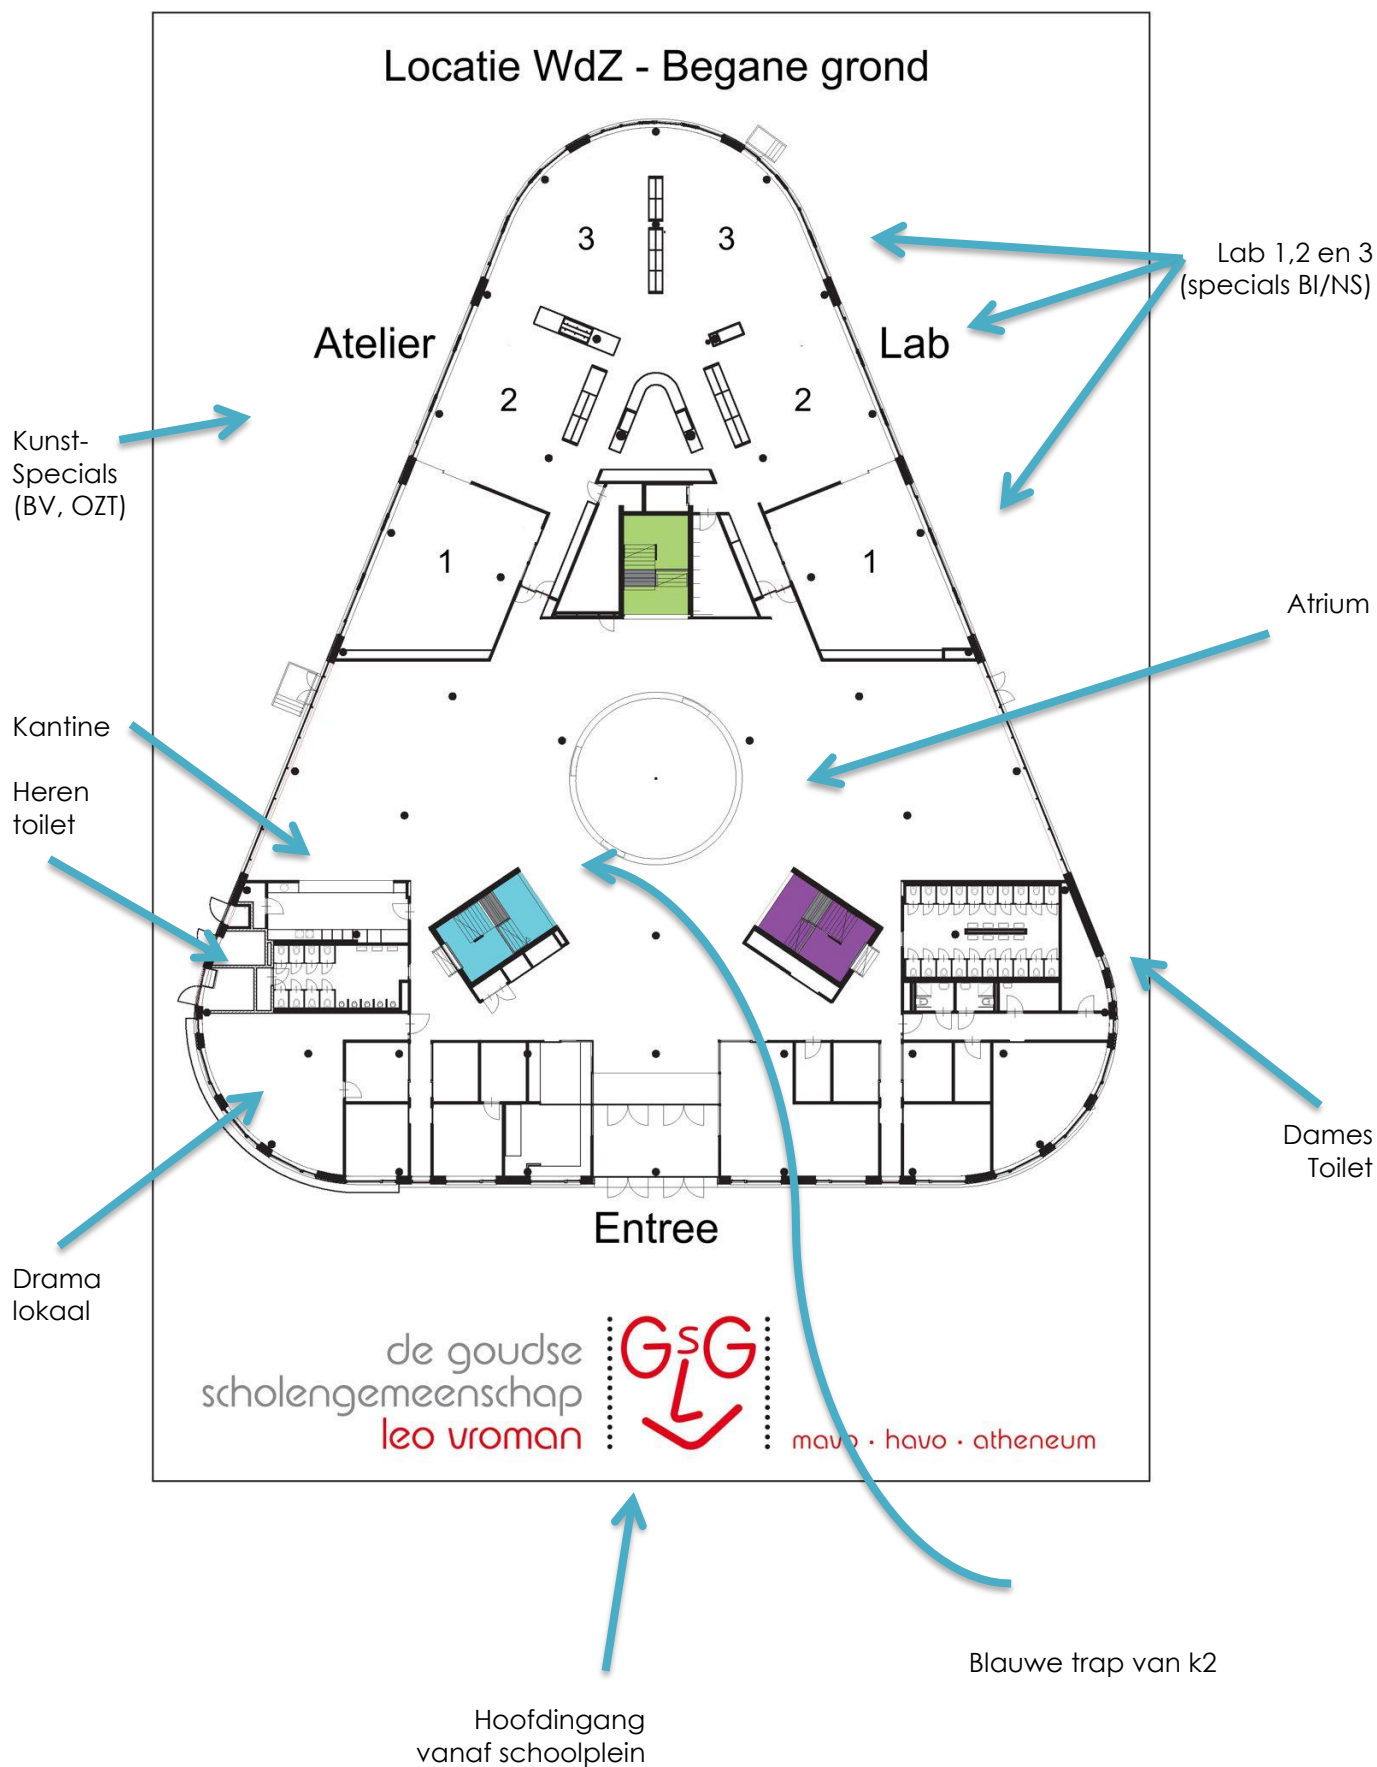 Locatie WdZ - Begane grond
3
3
Lab 1,2 en 3
(specials BI/NS)
Atelier
Lab
2
2
Kunst-
Specials
(BV, OZT)
1
1
Atrium
Kantine
Heren
toilet
Dames
Toilet
Entree
Drama
lokaal
de goudse
scholengemeenschap
leo vroman
GsG
L
mavo · havo · atheneum
Blauwe trap van k2
Hoofdingang
vanaf schoolplein